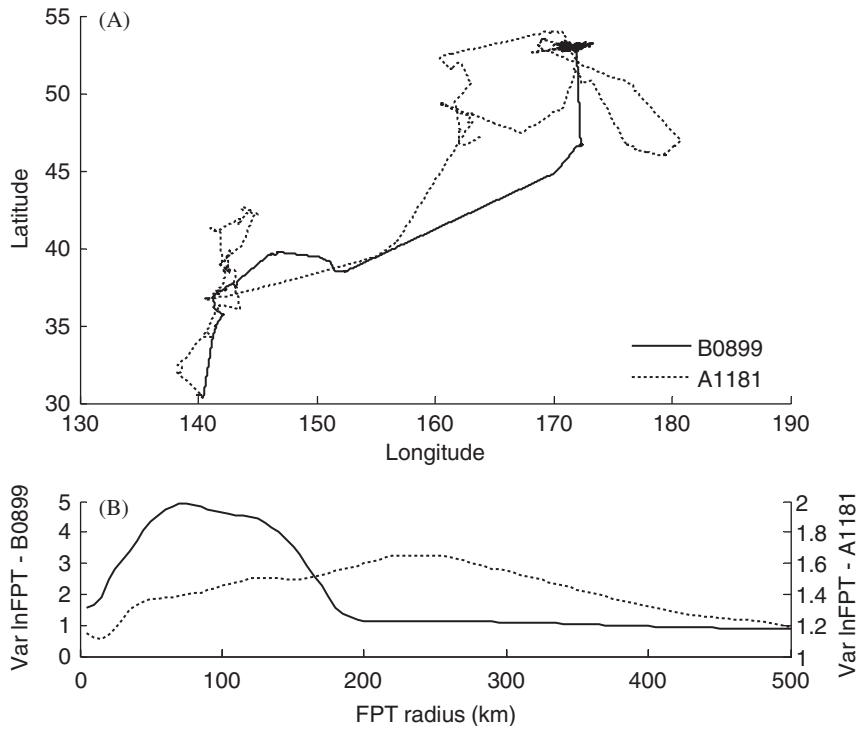 (A)
55
50
45
40
35
30
Latitude
130 140 150 160 170 180 190
Longitude
B0899
A1181
(B)
5
4
3
2
1
0
Var lnFPT - B0899
2
1.8
1.6
1.4
1.2
1
Var lnFPT - A1181
0 100 200 300 400 500
FPT radius (km)